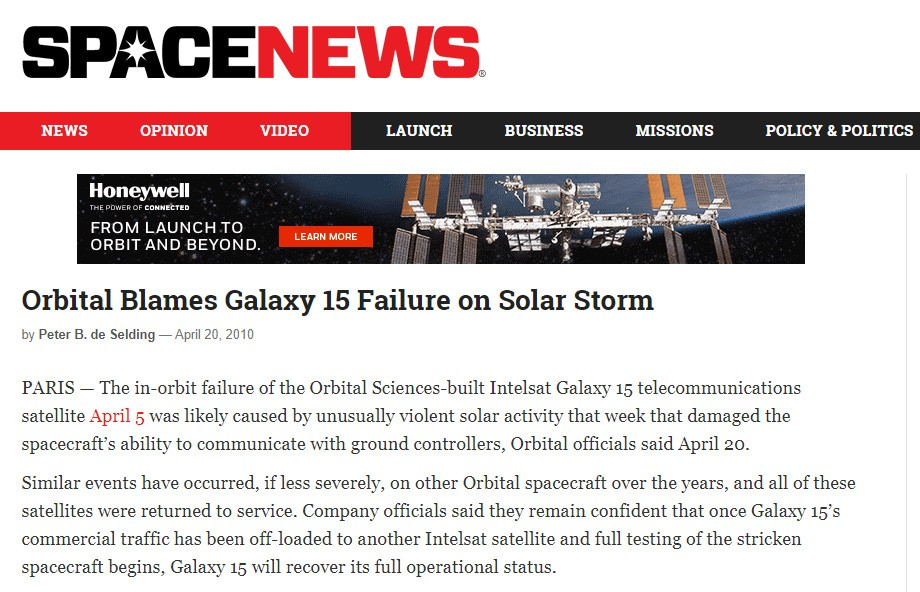 SPACENEWS®
NEWS OPINION VIDEO LAUNCH BUSINESS MISSIONS POLICY & POLITICS
Honeywell
THE POWER OF CONNECTED
FROM LAUNCH TO
ORBIT AND BEYOND.
LEARN MORE
Orbital Blames Galaxy 15 Failure on Solar Storm
by Peter B. de Selding — April 20, 2010
PARIS — The in-orbit failure of the Orbital Sciences-built Intelsat Galaxy 15 telecommunications
satellite April 5 was likely caused by unusually violent solar activity that week that damaged the
spacecraft’s ability to communicate with ground controllers, Orbital officials said April 20.
Similar events have occurred, if less severely, on other Orbital spacecraft over the years, and all of these
satellites were returned to service. Company officials said they remain confident that once Galaxy 15’s
commercial traffic has been off-loaded to another Intelsat satellite and full testing of the stricken
spacecraft begins, Galaxy 15 will recover its full operational status.